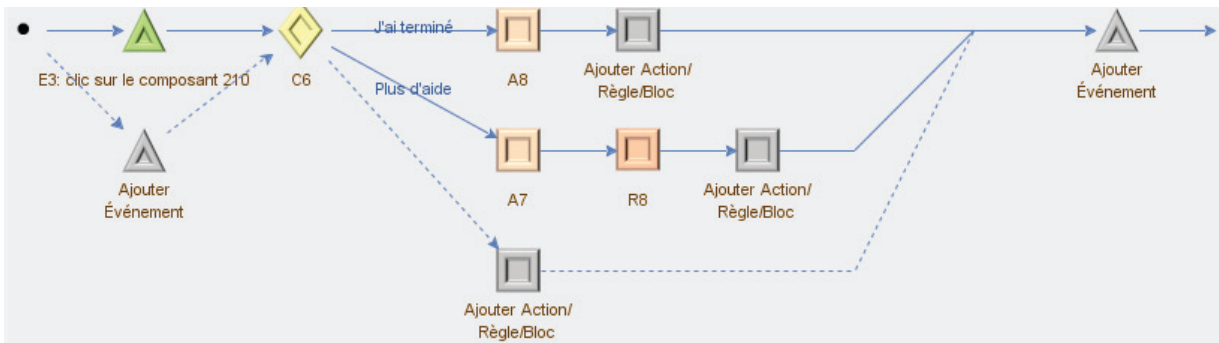 J'ai terminé
E3: clic sur le composant 210
C6
Plus d'aide
A8
Ajouter Action/
Règle/Bloc
Ajouter
Événement
Ajouter
Événement
A7
R8
Ajouter Action/
Règle/Bloc
Ajouter Action/
Règle/Bloc